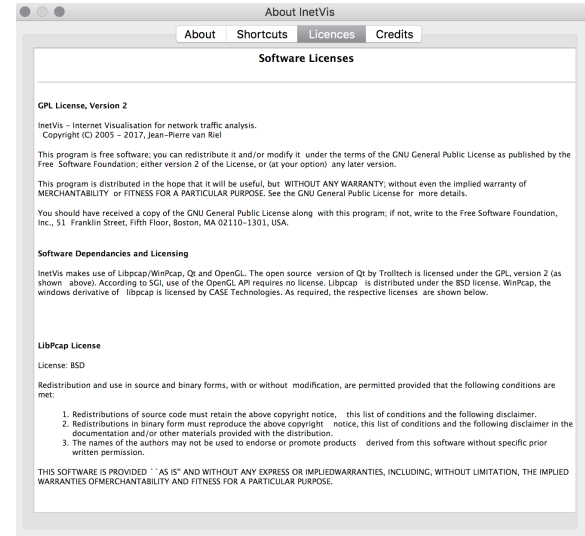 About InetVis
About Shortcuts Licences Credits
Software Licenses
GPL License, Version 2
InetVis – Internet Visualisation for network traffic analysis.
Copyright (C) 2005 – 2017, Jean-Pierre van Riel
This program is free software; you can redistribute it and/or modify it under the terms of the GNU General Public License as published by the
Free Software Foundation; either version 2 of the License, or (at your option) any later version.
This program is distributed in the hope that it will be useful, but WITHOUT ANY WARRANTY; without even the implied warranty of
MERCHANTABILITY or FITNESS FOR A PARTICULAR PURPOSE. See the GNU General Public License for more details.
You should have received a copy of the GNU General Public License along with this program; if not, write to the Free Software Foundation,
Inc., 51 Franklin Street, Fifth Floor, Boston, MA 02110-1301, USA.
Software Dependancies and Licensing
InetVis makes use of Libpcap/WinPcap, Qt and OpenGL. The open source version of Qt by Trolltech is licensed under the GPL, version 2 (as
shown above). According to SGI, use of the OpenGL API requires no license. Libpcap is distributed under the BSD license. WinPcap, the
windows derivative of libpcap is licensed by CASE Technologies. As required, the respective licenses are shown below.
LibPcap License
License: BSD
Redistribution and use in source and binary forms, with or without modification, are permitted provided that the following conditions are
met:
1. Redistributions of source code must retain the above copyright notice, this list of conditions and the following disclaimer.
2. Redistributions in binary form must reproduce the above copyright notice, this list of conditions and the following disclaimer in the
documentation and/or other materials provided with the distribution.
3. The names of the authors may not be used to endorse or promote products derived from this software without specific prior
written permission.
THIS SOFTWARE IS PROVIDED ``AS IS" AND WITHOUT ANY EXPRESS OR IMPLIEDWARRANTIES, INCLUDING, WITHOUT LIMITATION, THE IMPLIED
WARRANTIES OFMERCHANTABILITY AND FITNESS FOR A PARTICULAR PURPOSE.